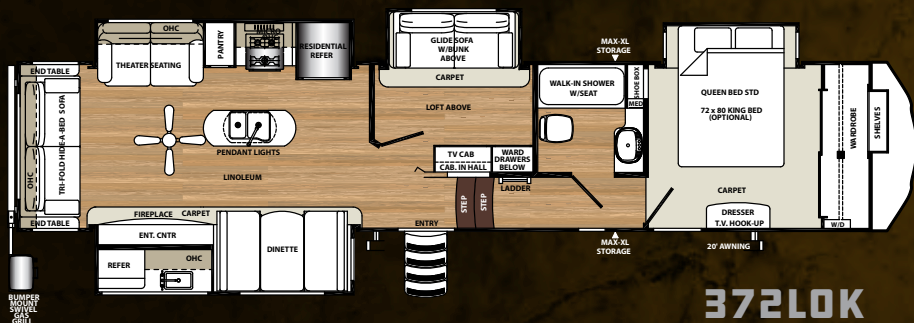 OHC
THEATER SEATING
PANTRY
MICRO
RESIDENTIAL
REFER
GLIDE SOFA
W/BUNK
ABOVE
CARPET
LOFT ABOVE
MAX-XL
STORAGE
WALK-IN SHOWER
W/SEAT
SHOE BOX
MED
QUEEN BED STD
72 x 80 KING BED
(OPTIONAL)
WARDROBE
SHELVES
END TABLE
TRI-FOLD HIDE-A-BED SOFA
OHC
END TABLE
PENDANT LIGHTS
LINOLEUM
TV CAB
CAB. IN HALL
WARD
DRAWERS
BELOW
LADDER
STEP
STEP
ENTRY
CARPET
DRESSER
T.V. HOOK-UP
W/D
FIREPLACE
CARPET
ENT. CNTR
REFER
OHC
DINETTE
MAX-XL
STORAGE
20' AWNING
BUMPER
MOUNT
SWIVEL
GAS
GRILL
372LOK